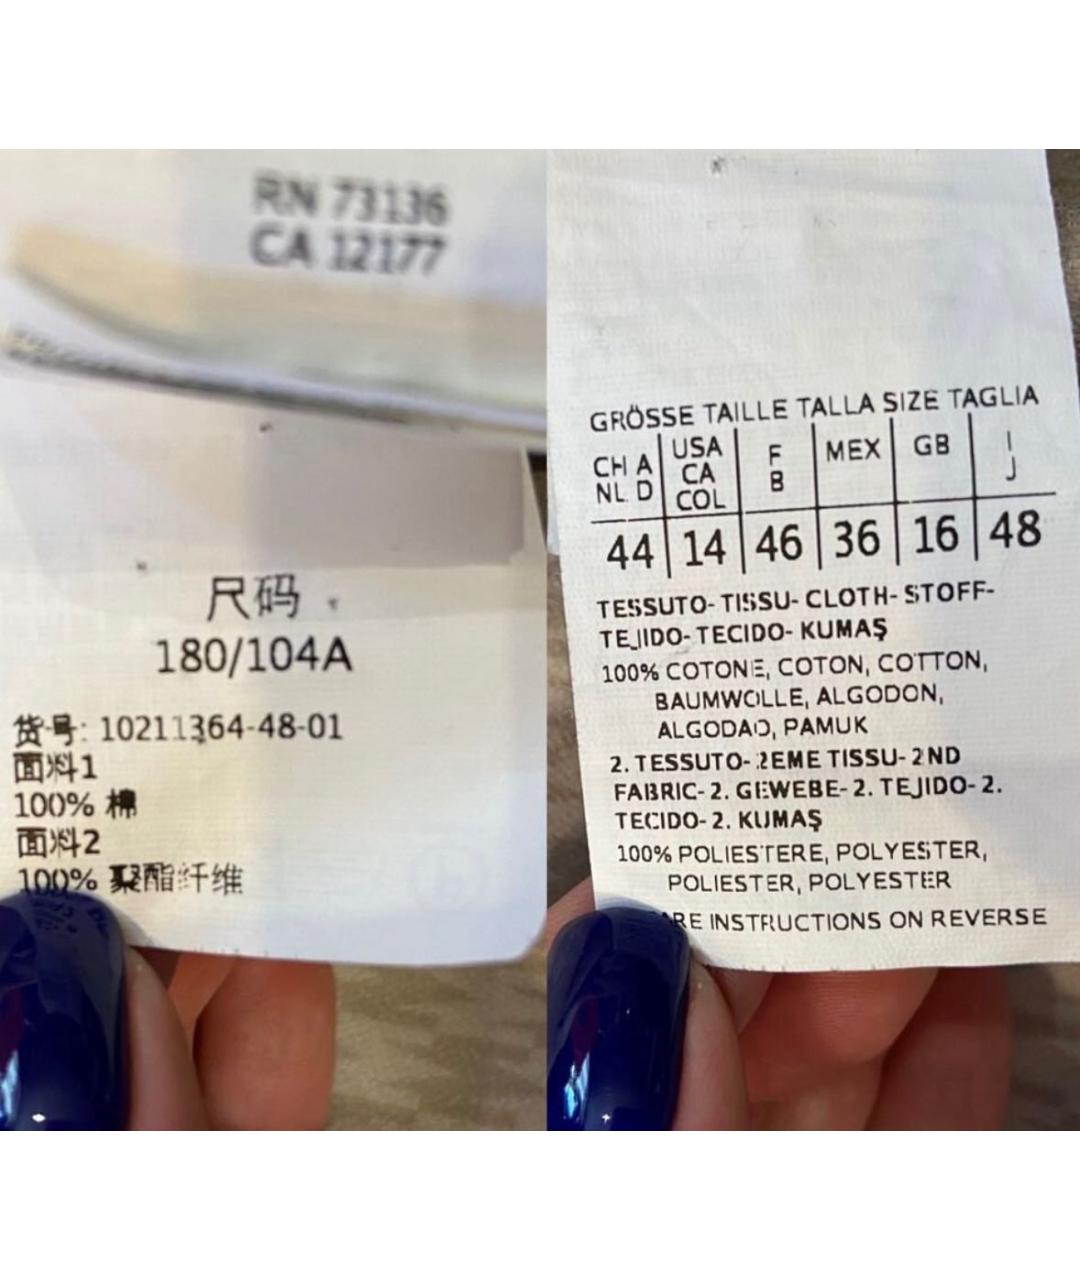 RN 73136
CA 12177
尺码
180/104A
货号: 10211364-48-01
面料1
100% 棉
面料2
100% 聚酯纤维
GRÖSSE TAILLE TALLA SIZE TAGLIA
CH A NL D | USA CA COL | F B | MEX | GB | I J
44 | 14 | 46 | 36 | 16 | 48
TESSUTO- TISSU- CLOTH- STOFF-
TEJIDO- TECIDO- KUMAŞ
100% COTONE, COTON, COTTON,
BAUMWOLLE, ALGODON,
ALGODAO, PAMUK
2. TESSUTO- 2EME TISSU- 2ND
FABRIC- 2. GEWEBE- 2. TEJIDO- 2.
TECIDO- 2. KUMAŞ
100% POLIESTERE, POLYESTER,
POLIESTER, POLYESTER
INSTRUCTIONS ON REVERSE